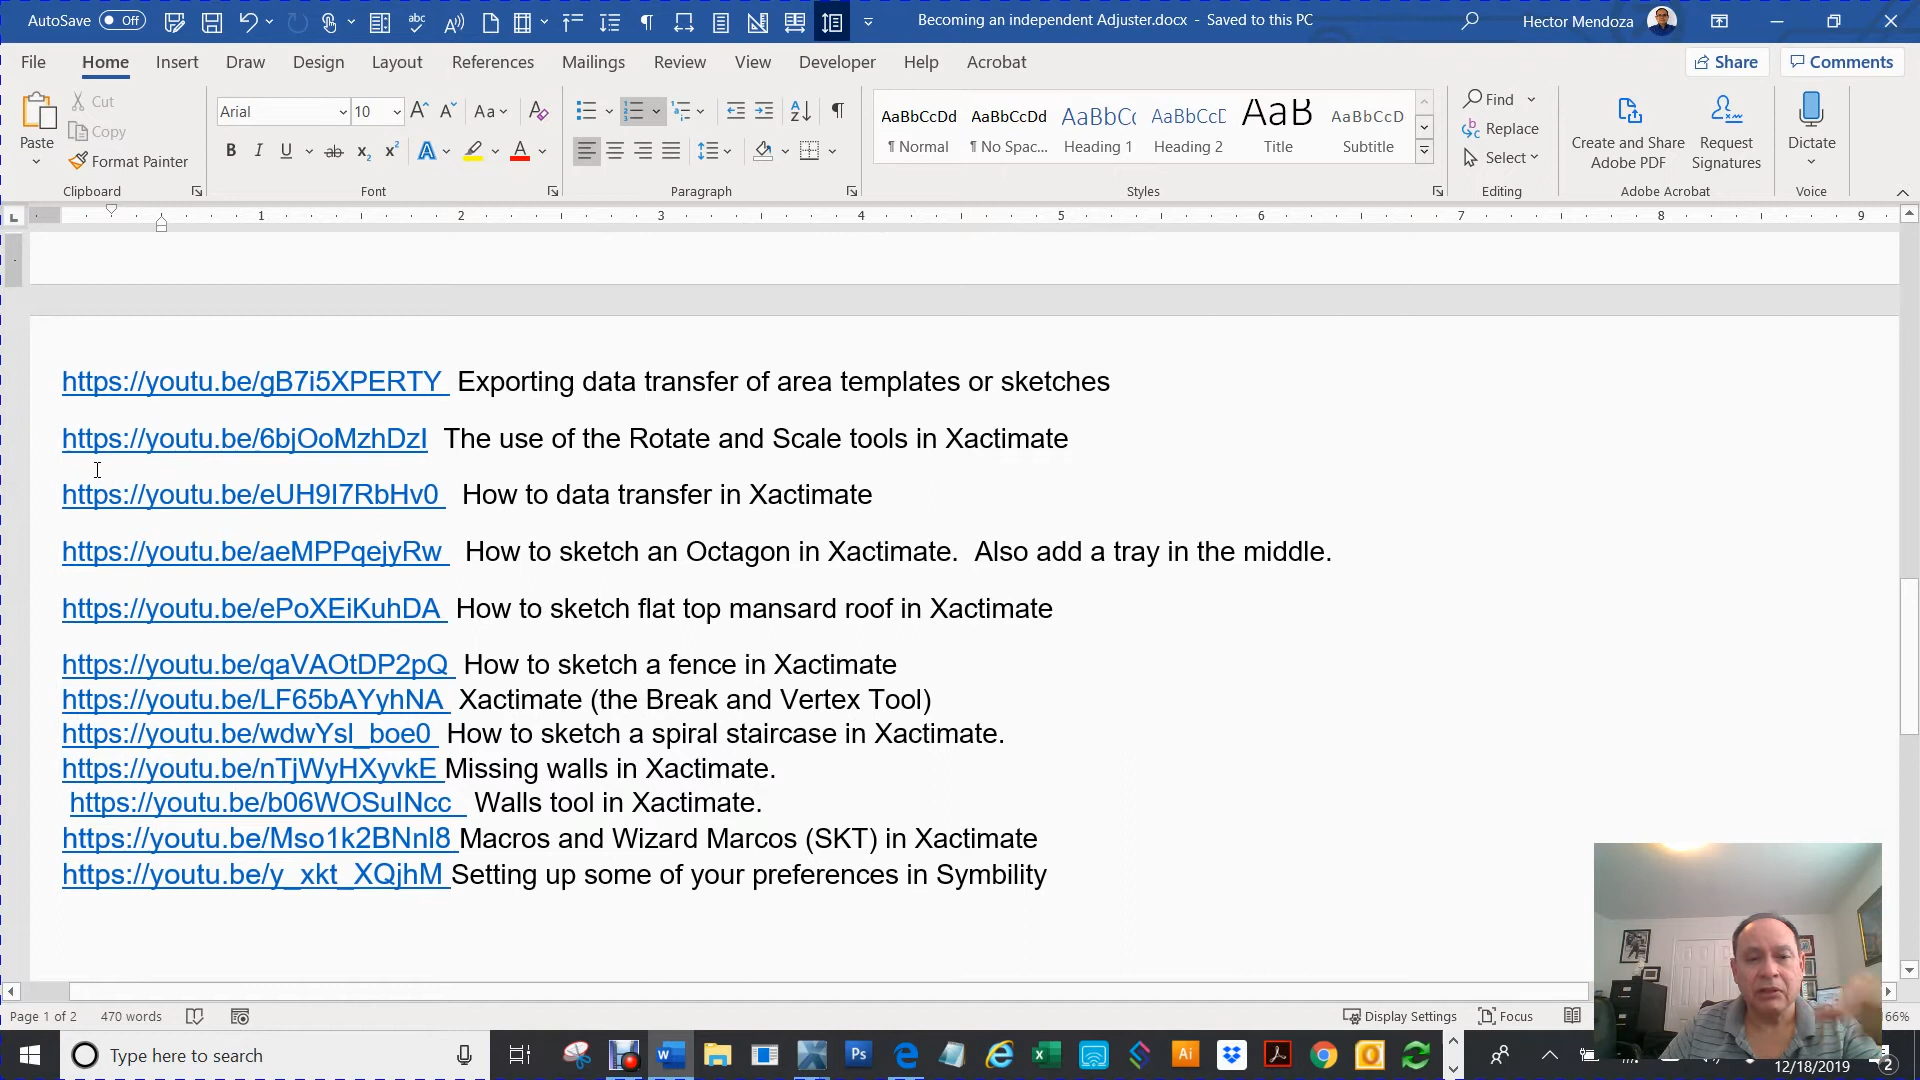 AutoSave Off Becoming an independent Adjuster.docx - Saved to this PC Hector Mendoza
File Home Insert Draw Design Layout References Mailings Review View Developer Help Acrobat Share Comments
Paste
Cut
Copy
Format Painter
Arial 10
AaBbCcDd AaBbCcDd AaBbCc AaBbCcD AaB AaBbCcD
¶ Normal ¶ No Spac... Heading 1 Heading 2 Title Subtitle
Find
Replace
Select
Create and Share Adobe PDF
Request Signatures
Dictate
Clipboard Font Paragraph Styles Editing Adobe Acrobat Voice
1 2 3 4 5 6 7 8 9
https://youtu.be/gB7i5XPERTY Exporting data transfer of area templates or sketches
https://youtu.be/6bjOoMzhDzI The use of the Rotate and Scale tools in Xactimate
https://youtu.be/eUH9I7RbHv0 How to data transfer in Xactimate
https://youtu.be/aeMPPqejyRw How to sketch an Octagon in Xactimate. Also add a tray in the middle.
https://youtu.be/ePoXEiKuhDA How to sketch flat top mansard roof in Xactimate
https://youtu.be/qaVAOtDP2pQ How to sketch a fence in Xactimate
https://youtu.be/LF65bAYyhNA Xactimate (the Break and Vertex Tool)
https://youtu.be/wdwYsl_boe0 How to sketch a spiral staircase in Xactimate.
https://youtu.be/nTjWyHXyvkE Missing walls in Xactimate.
https://youtu.be/b06WOSuINcc Walls tool in Xactimate.
https://youtu.be/Mso1k2BNnI8 Macros and Wizard Marcos (SKT) in Xactimate
https://youtu.be/y_xkt_XQjhM Setting up some of your preferences in Symbility
Page 1 of 2 470 words Display Settings Focus 66%
Type here to search
12/18/2019 2